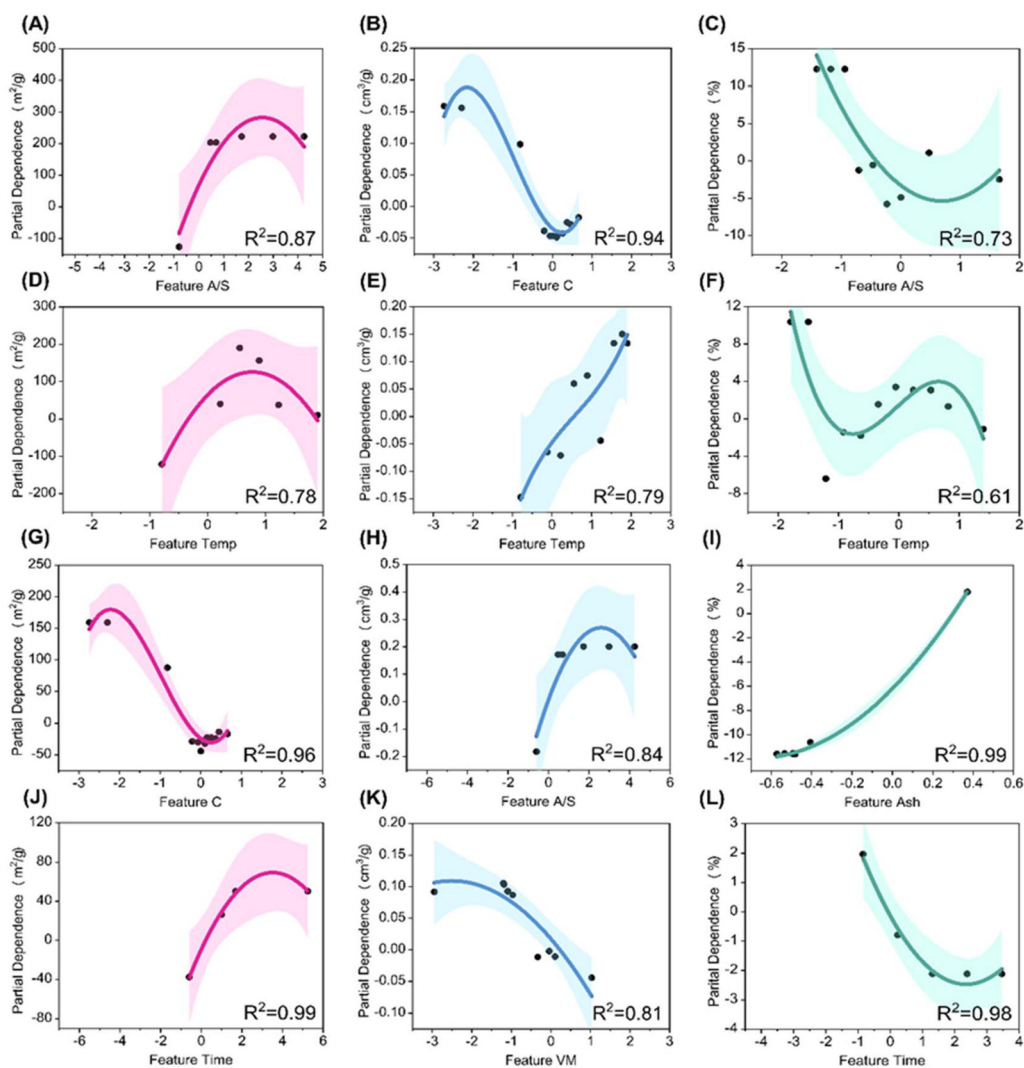 (A)
Partial Dependence ( m²/g)
500
400
300
200
100
0
-100
R²=0.87
-5 -4 -3 -2 -1 0 1 2 3 4 5
Feature A/S
(B)
Partial Dependence ( cm³/g)
0.20
0.15
0.10
0.05
0.00
-0.05
R²=0.94
-3 -2 -1 0 1 2 3
Feature C
(C)
Parital Dependence ( %)
15
10
5
0
-5
-10
R²=0.73
-2 -1 0 1 2
Feature A/S
(D)
Partial Dependence ( m²/g)
300
200
100
0
-100
-200
R²=0.78
-2 -1 0 1 2
Feature Temp
(E)
Partial Dependence ( cm³/g)
0.20
0.15
0.10
0.05
0.00
-0.05
-0.10
-0.15
R²=0.79
-3 -2 -1 0 1 2 3
Feature Temp
(F)
Parital Dependence ( %)
12
8
4
0
-4
-8
R²=0.61
-2 -1 0 1 2
Feature Temp
(G)
Partial Dependence ( m²/g)
250
200
150
100
50
0
-50
R²=0.96
-3 -2 -1 0 1 2 3
Feature C
(H)
Partial Dependence ( cm³/g)
0.5
0.4
0.3
0.2
0.1
0.0
-0.1
-0.2
R²=0.84
-6 -4 -2 0 2 4 6
Feature A/S
(I)
Parital Dependence ( %)
4
2
0
-2
-4
-6
-8
-10
-12
R²=0.99
-0.6 -0.4 -0.2 0.0 0.2 0.4 0.6
Feature Ash
(J)
Partial Dependence ( m²/g)
120
80
40
0
-40
-80
R²=0.99
-6 -4 -2 0 2 4 6
Feature Time
(K)
Partial Dependence ( cm³/g)
0.20
0.15
0.10
0.05
0.00
-0.05
-0.10
R²=0.81
-3 -2 -1 0 1 2 3
Feature VM
(L)
Parital Dependence ( %)
3
2
1
0
-1
-2
-3
-4
R²=0.98
-4 -3 -2 -1 0 1 2 3 4
Feature Time